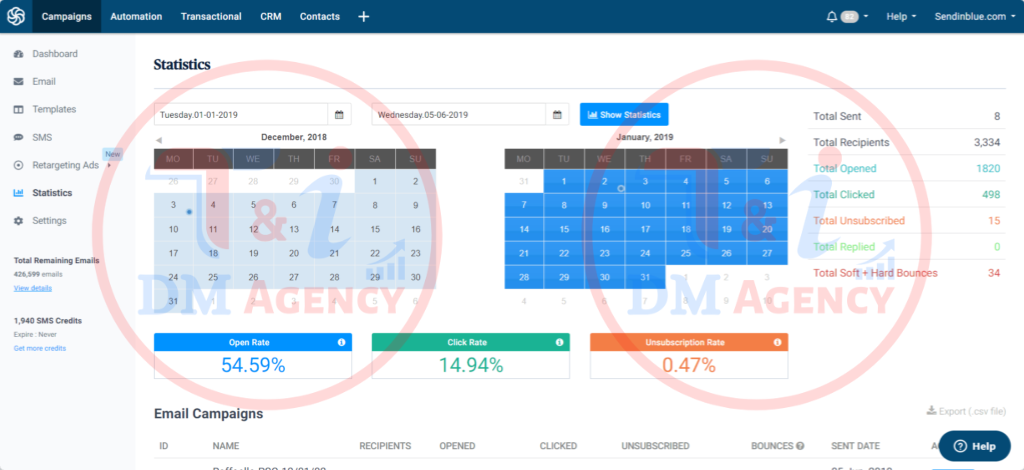 Campaigns Automation Transactional CRM Contacts + 62 Help Sendinblue.com
Dashboard
Email
Templates
SMS
New
Retargeting Ads
Statistics
Settings
Total Remaining Emails
426,599 emails
View details
1,940 SMS Credits
Expire : Never
Get more credits
Statistics
Tuesday.01-01-2019 Wednesday.05-06-2019 Show Statistics
December, 2018
MO TU WE TH FR SA SU
26 27 28 29 30 1 2
3 4 5 6 7 8 9
10 11 12 13 14 15 16
17 18 19 20 21 22 23
24 25 26 27 28 29 30
31 1 2 3 4 5 6
January, 2019
MO TU WE TH FR SA SU
31 1 2 3 4 5 6
7 8 9 10 11 12 13
14 15 16 17 18 19 20
21 22 23 24 25 26 27
28 29 30 31 1 2 3
4 5 6 7 8 9 10
Total Sent 8
Total Recipients 3,334
Total Opened 1820
Total Clicked 498
Total Unsubscribed 15
Total Replied 0
Total Soft + Hard Bounces 34
T&i
DM AGENCY
T&i
DM AGENCY
Open Rate
54.59%
Click Rate
14.94%
Unsubscription Rate
0.47%
Email Campaigns
Export (.csv file)
ID NAME RECIPIENTS OPENED CLICKED UNSUBSCRIBED BOUNCES SENT DATE
Help